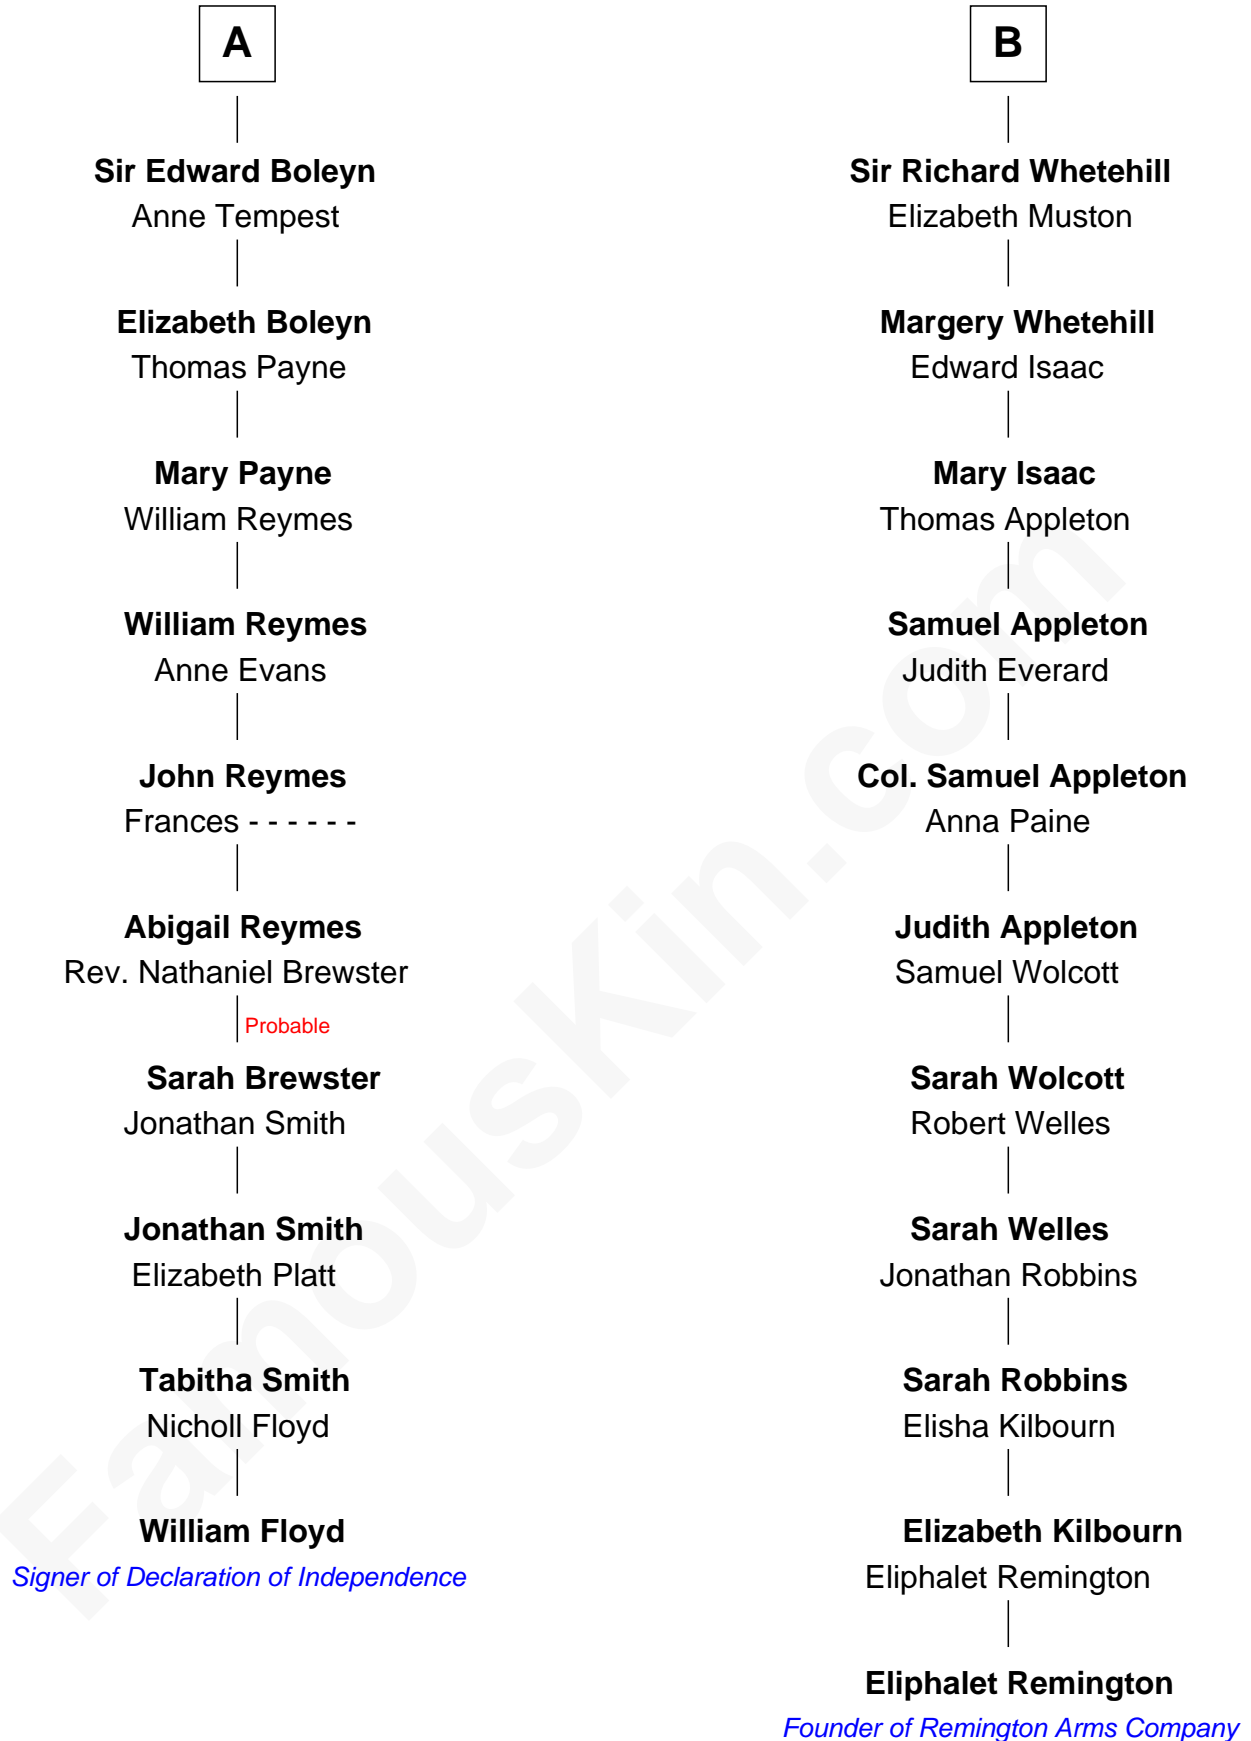 A
Sir Edward Boleyn
Anne Tempest
Elizabeth Boleyn
Thomas Payne
Mary Payne
William Reymes
William Reymes
Anne Evans
John Reymes
Frances - - - - - -
Abigail Reymes
Rev. Nathaniel Brewster
Probable
Sarah Brewster
Jonathan Smith
Jonathan Smith
Elizabeth Platt
Tabitha Smith
Nicholl Floyd
William Floyd
Signer of Declaration of Independence
B
Sir Richard Whetehill
Elizabeth Muston
Margery Whetehill
Edward Isaac
Mary Isaac
Thomas Appleton
Samuel Appleton
Judith Everard
Col. Samuel Appleton
Anna Paine
Judith Appleton
Samuel Wolcott
Sarah Wolcott
Robert Welles
Sarah Welles
Jonathan Robbins
Sarah Robbins
Elisha Kilbourn
Elizabeth Kilbourn
Eliphalet Remington
Eliphalet Remington
Founder of Remington Arms Company
FamousKin.com